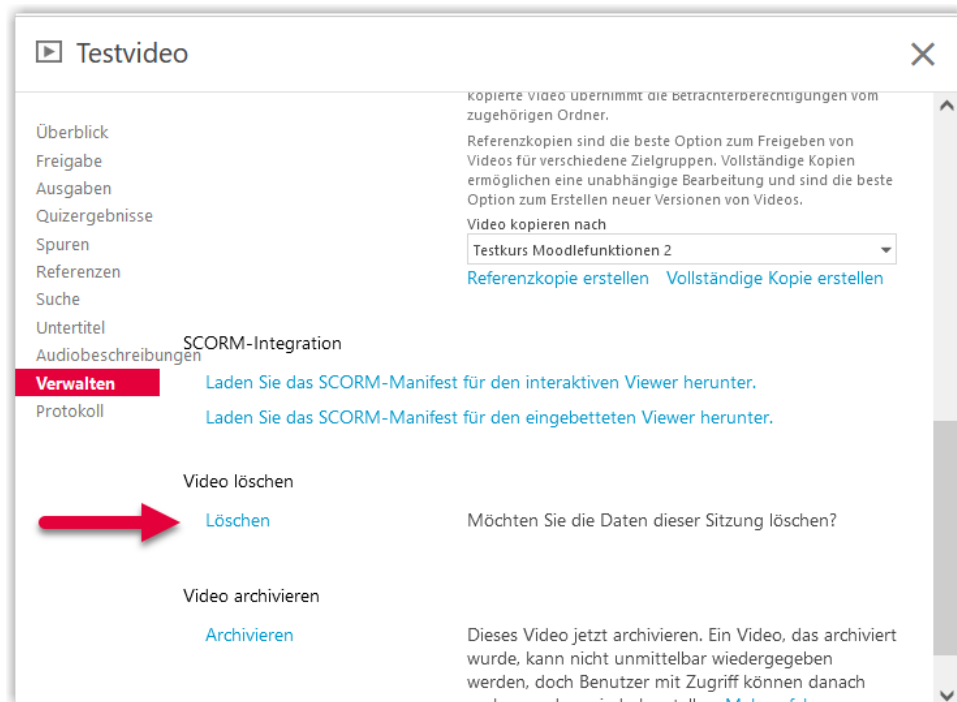 Testvideo
Überblick
Freigabe
Ausgaben
Quizergebnisse
Spuren
Referenzen
Suche
Untertitel
Audiobeschreibungen
Verwalten
Protokoll
kopierte Video übernimmt die Betrachterberechtigungen vom
zugehörigen Ordner.
Referenzkopien sind die beste Option zum Freigeben von
Videos für verschiedene Zielgruppen. Vollständige Kopien
ermöglichen eine unabhängige Bearbeitung und sind die beste
Option zum Erstellen neuer Versionen von Videos.
Video kopieren nach
Testkurs Moodlefunktionen 2
Referenzkopie erstellen Vollständige Kopie erstellen
SCORM-Integration
Laden Sie das SCORM-Manifest für den interaktiven Viewer herunter.
Laden Sie das SCORM-Manifest für den eingebetteten Viewer herunter.
Video löschen
Löschen Möchten Sie die Daten dieser Sitzung löschen?
Video archivieren
Archivieren Dieses Video jetzt archivieren. Ein Video, das archiviert
wurde, kann nicht unmittelbar wiedergegeben
werden, doch Benutzer mit Zugriff können danach